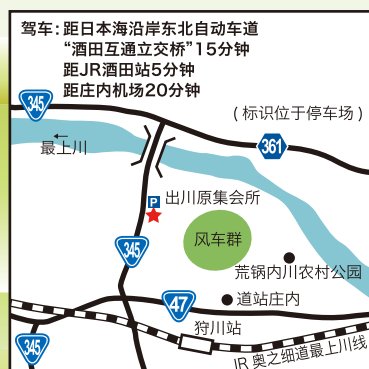 驾车：距日本海沿岸东北自动车道
“酒田互通立交桥”15分钟
距JR酒田站5分钟
距庄内机场20分钟
345
(标识位于停车场)
361
最上川
P
出川原集会所
风车群
345
荒锅内川农村公园
道站庄内
47
狩川站
345
JR 奥之细道最上川线